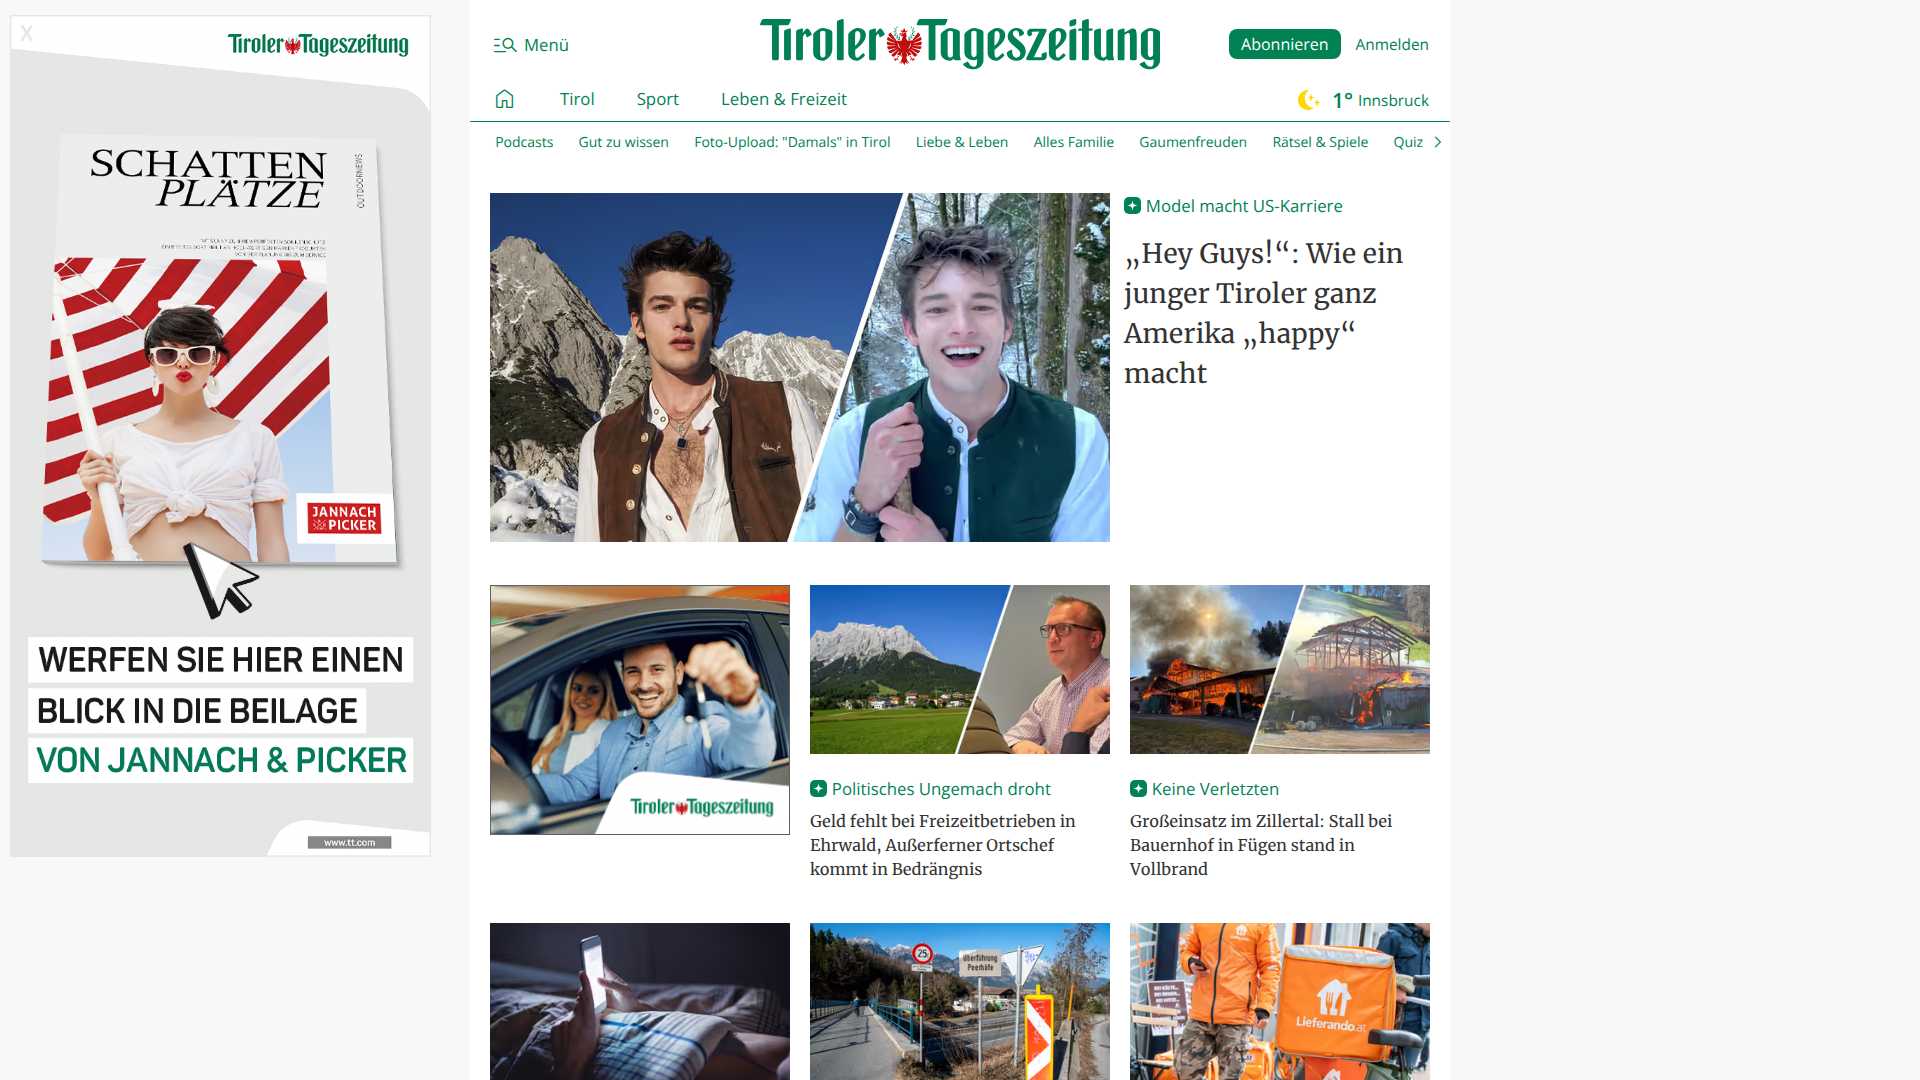 X
Tiroler Tageszeitung
SCHATTEN
PLÄTZE
OUTDOORNEWS
JANNACH
& PICKER
WERFEN SIE HIER EINEN
BLICK IN DIE BEILAGE
VON JANNACH & PICKER
www.tt.com
Menü
Tiroler Tageszeitung
Abonnieren
Anmelden
Tirol
Sport
Leben & Freizeit
1° Innsbruck
Podcasts
Gut zu wissen
Foto-Upload: "Damals" in Tirol
Liebe & Leben
Alles Familie
Gaumenfreuden
Rätsel & Spiele
Quiz
Model macht US-Karriere
„Hey Guys!“: Wie ein
junger Tiroler ganz
Amerika „happy“
macht
Tiroler Tageszeitung
Politisches Ungemach droht
Geld fehlt bei Freizeitbetrieben in
Ehrwald, Außerferner Ortschef
kommt in Bedrängnis
Keine Verletzten
Großeinsatz im Zillertal: Stall bei
Bauernhof in Fügen stand in
Vollbrand
25
Überführung
Peerhöfe
Lieferando.at